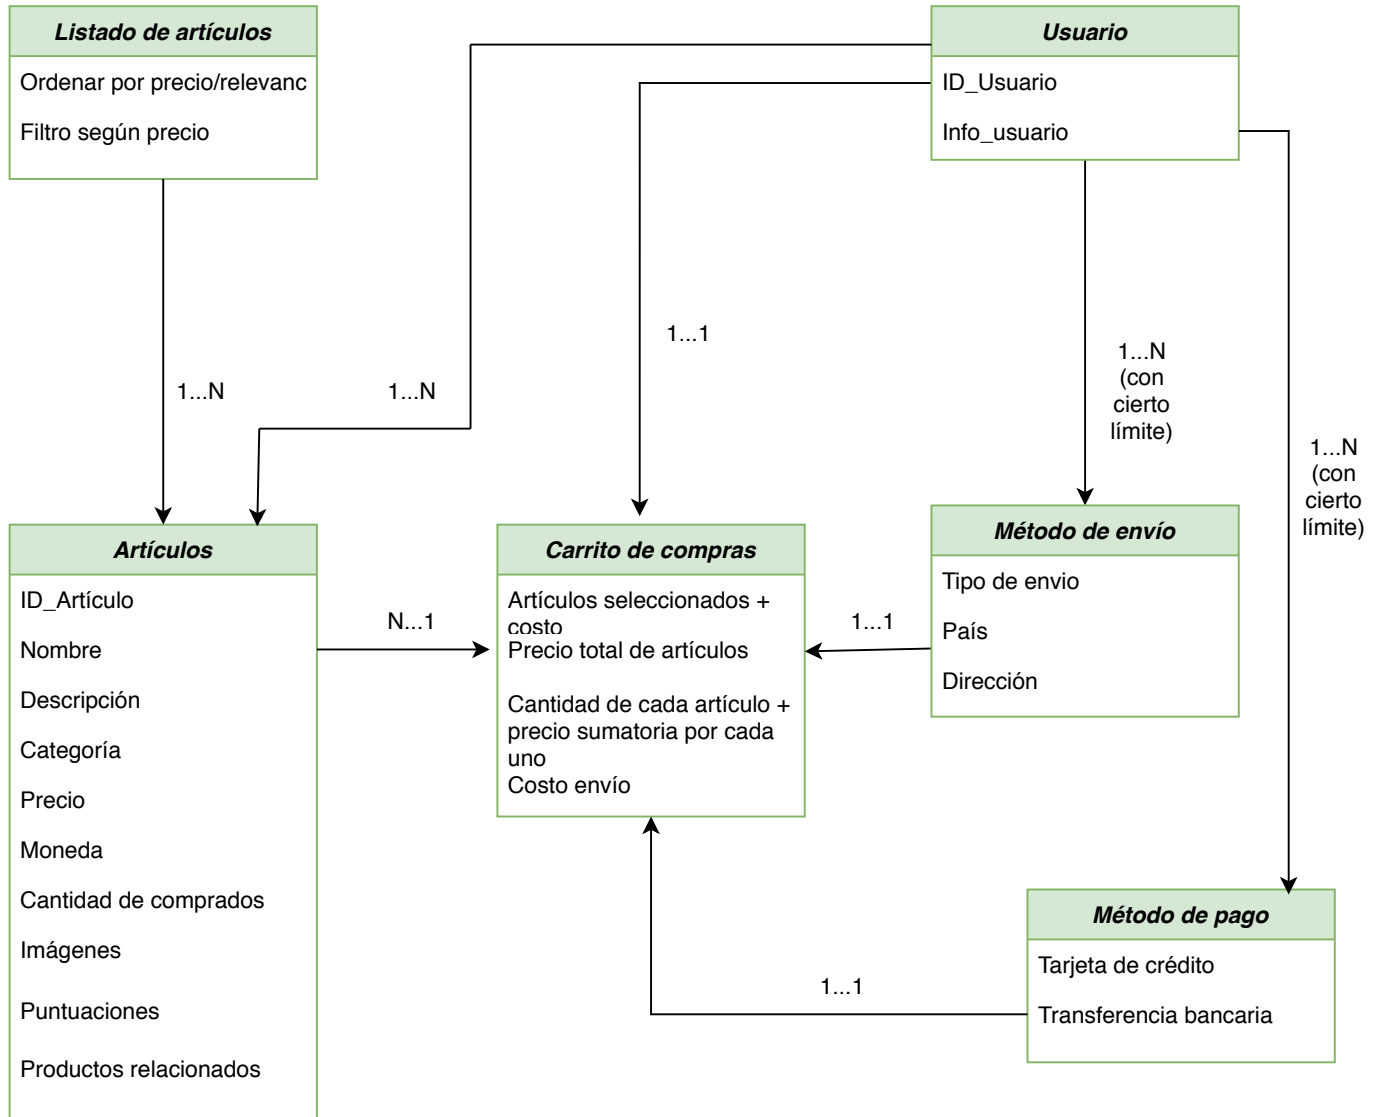 Listado de artículos
Ordenar por precio/relevanc
Filtro según precio
Usuario
ID_Usuario
Info_usuario
1...N
1...N
1...1
1...N
(con
cierto
límite)
1...N
(con
cierto
límite)
Artículos
ID_Artículo
Nombre
Descripción
Categoría
Precio
Moneda
Cantidad de comprados
Imágenes
Puntuaciones
Productos relacionados
N...1
Carrito de compras
Artículos seleccionados +
costo
Precio total de artículos
Cantidad de cada artículo +
precio sumatoria por cada
uno
Costo envío
1...1
Método de envío
Tipo de envio
País
Dirección
1...1
Método de pago
Tarjeta de crédito
Transferencia bancaria